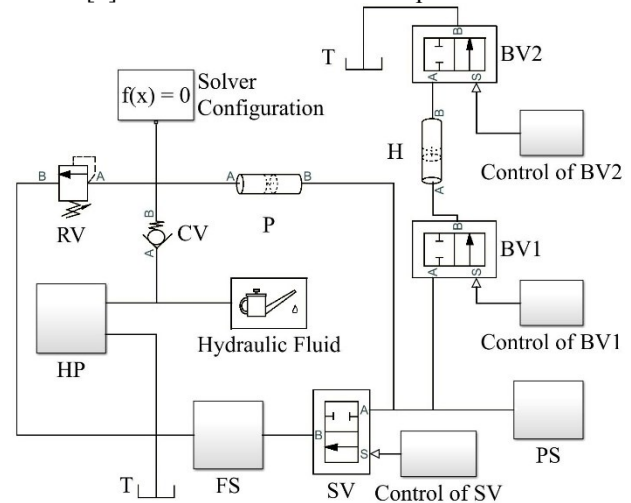 B
T
BV2
A
S
f(x) = 0
Solver
Configuration
B
H
Control of BV2
A
B
A
A
B
RV
P
B
CV
A
B
BV1
A
S
Hydraulic Fluid
Control of BV1
HP
A
B
S
PS
T
FS
SV
Control of SV